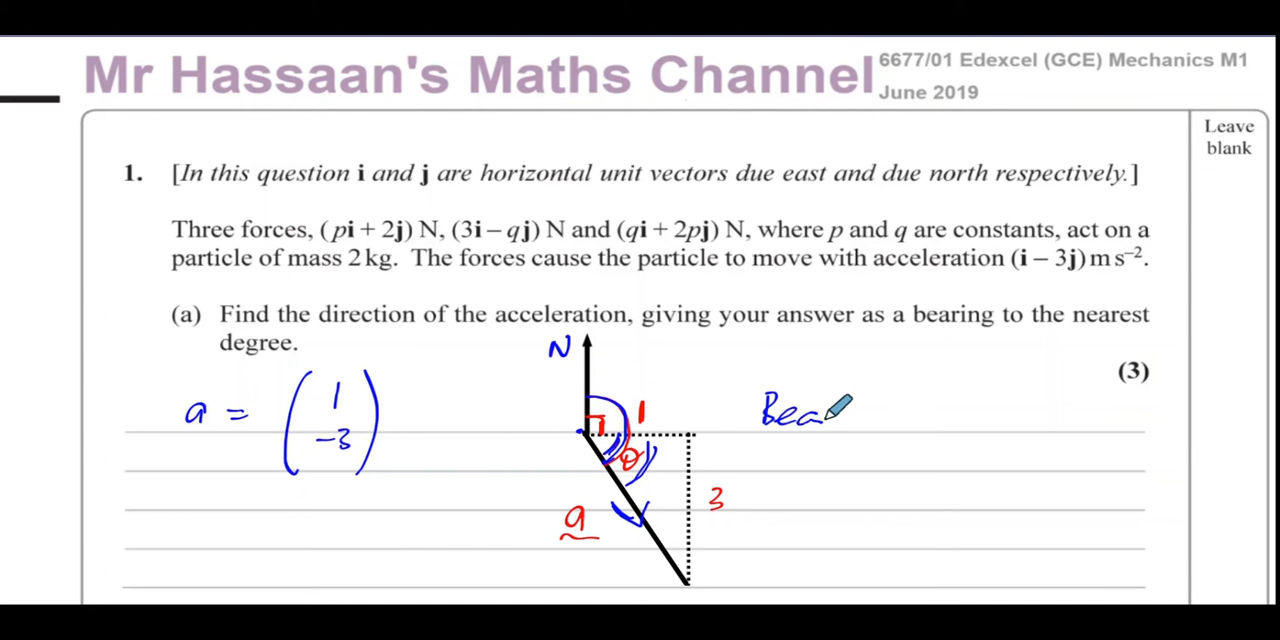 Mr Hassaan's Maths Channel
6677/01 Edexcel (GCE) Mechanics M1
June 2019
Leave
blank
1. [In this question i and j are horizontal unit vectors due east and due north respectively.]
Three forces, (pi + 2j) N, (3i – qj) N and (qi + 2pj) N, where p and q are constants, act on a
particle of mass 2 kg. The forces cause the particle to move with acceleration (i – 3j) m s⁻².
(a) Find the direction of the acceleration, giving your answer as a bearing to the nearest
degree.
(3)
N
a = (1
-3)
1
θ
3
a
Bea